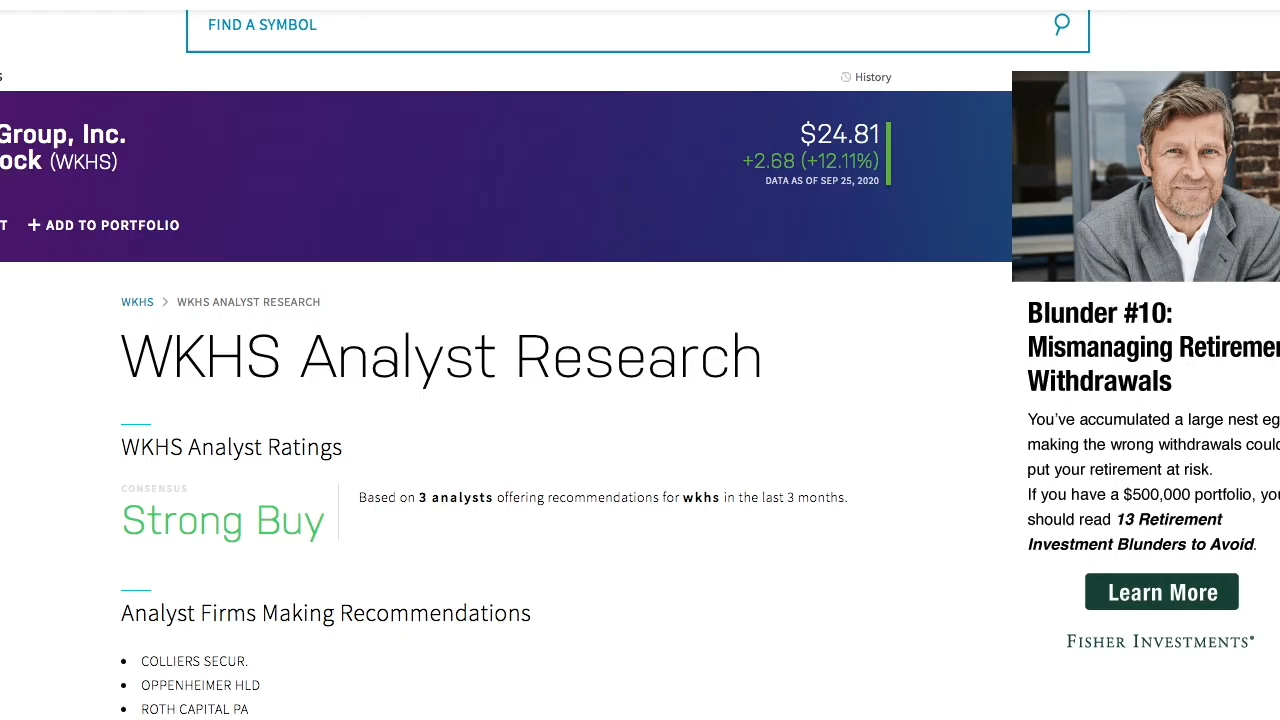 FIND A SYMBOL
S
History
Group, Inc.
ock (WKHS)
$24.81
+2.68 (+12.11%)
DATA AS OF SEP 25, 2020
T + ADD TO PORTFOLIO
WKHS > WKHS ANALYST RESEARCH
WKHS Analyst Research
WKHS Analyst Ratings
CONSENSUS
Strong Buy
Based on 3 analysts offering recommendations for wkhs in the last 3 months.
Analyst Firms Making Recommendations
• COLLIERS SECUR.
• OPPENHEIMER HLD
• ROTH CAPITAL PA
Blunder #10:
Mismanaging Retiremen
Withdrawals
You've accumulated a large nest eg
making the wrong withdrawals could
put your retirement at risk.
If you have a $500,000 portfolio, you
should read 13 Retirement
Investment Blunders to Avoid.
Learn More
FISHER INVESTMENTS®